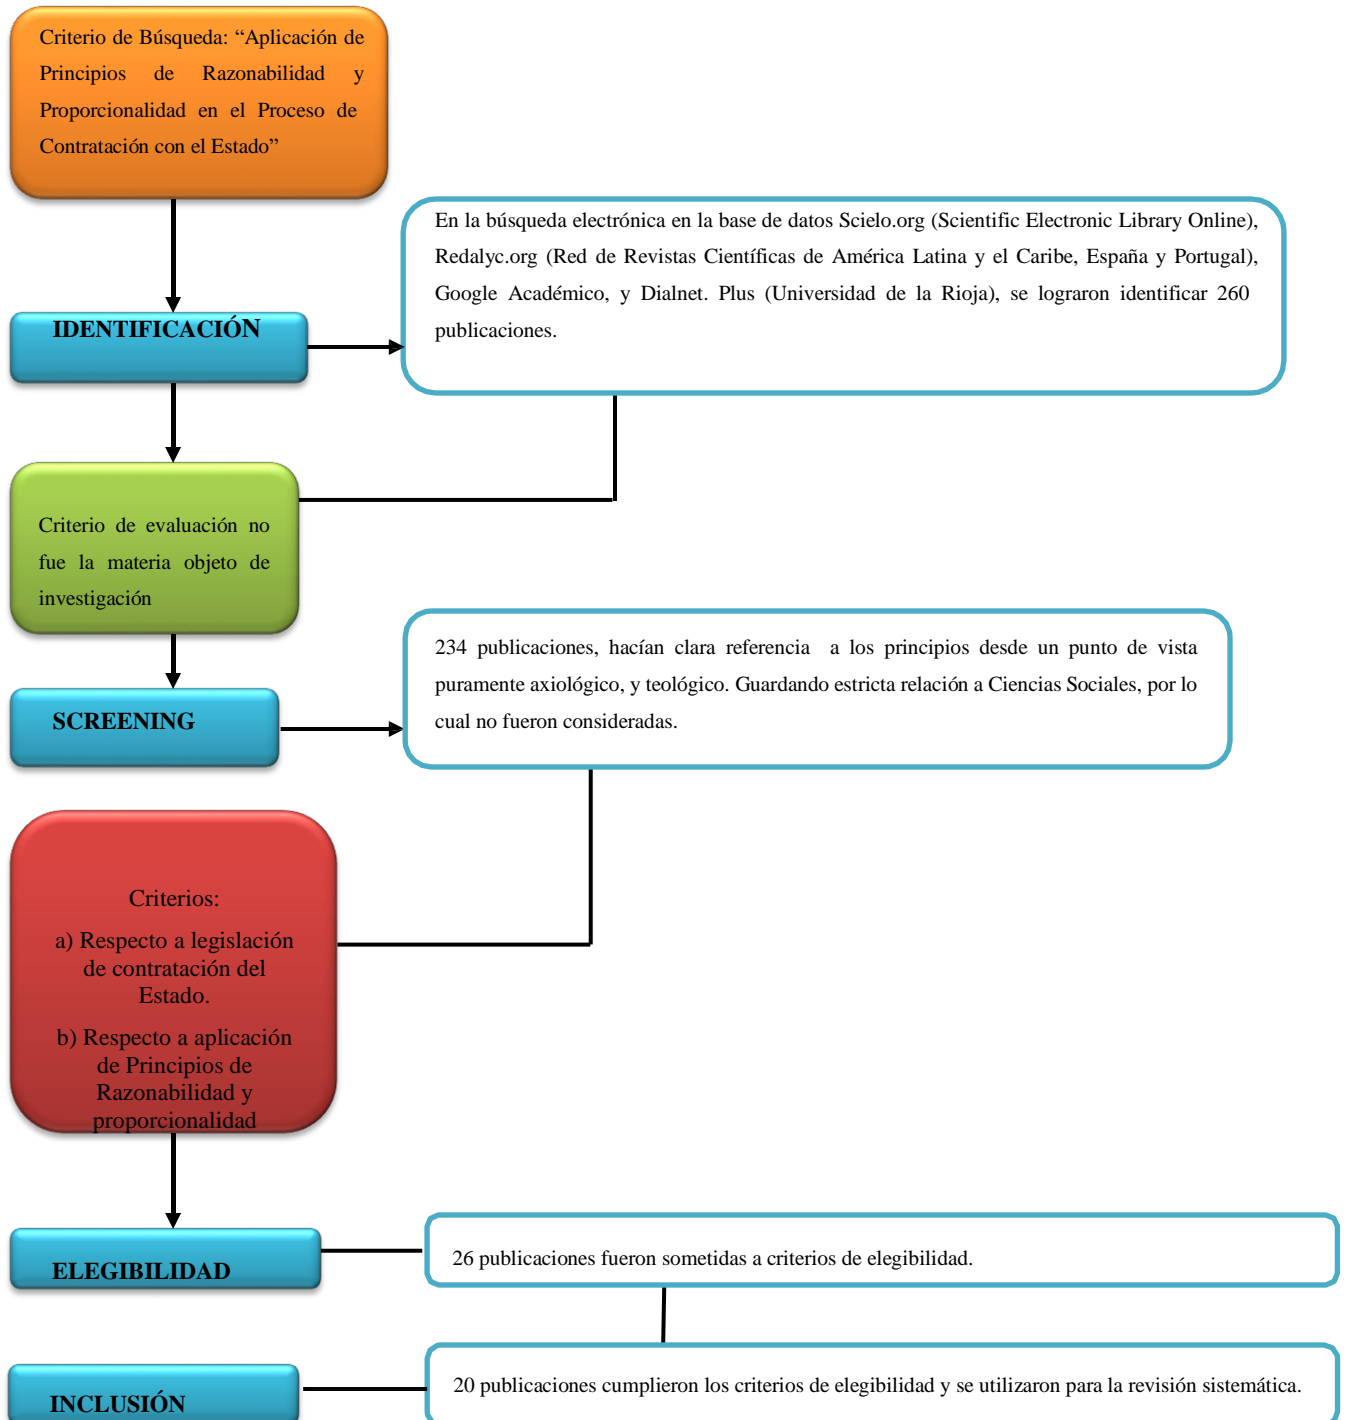 Criterio de Búsqueda: “Aplicación de
Principios de Razonabilidad y
Proporcionalidad en el Proceso de
Contratación con el Estado”
En la búsqueda electrónica en la base de datos Scielo.org (Scientific Electronic Library Online),
Redalyc.org (Red de Revistas Científicas de América Latina y el Caribe, España y Portugal),
Google Académico, y Dialnet. Plus (Universidad de la Rioja), se lograron identificar 260
publicaciones.
IDENTIFICACIÓN
Criterio de evaluación no
fue la materia objeto de
investigación
234 publicaciones, hacían clara referencia a los principios desde un punto de vista
puramente axiológico, y teológico. Guardando estricta relación a Ciencias Sociales, por lo
cual no fueron consideradas.
SCREENING
Criterios:
a) Respecto a legislación
de contratación del
Estado.
b) Respecto a aplicación
de Principios de
Razonabilidad y
proporcionalidad
26 publicaciones fueron sometidas a criterios de elegibilidad.
ELEGIBILIDAD
20 publicaciones cumplieron los criterios de elegibilidad y se utilizaron para la revisión sistemática.
INCLUSIÓN